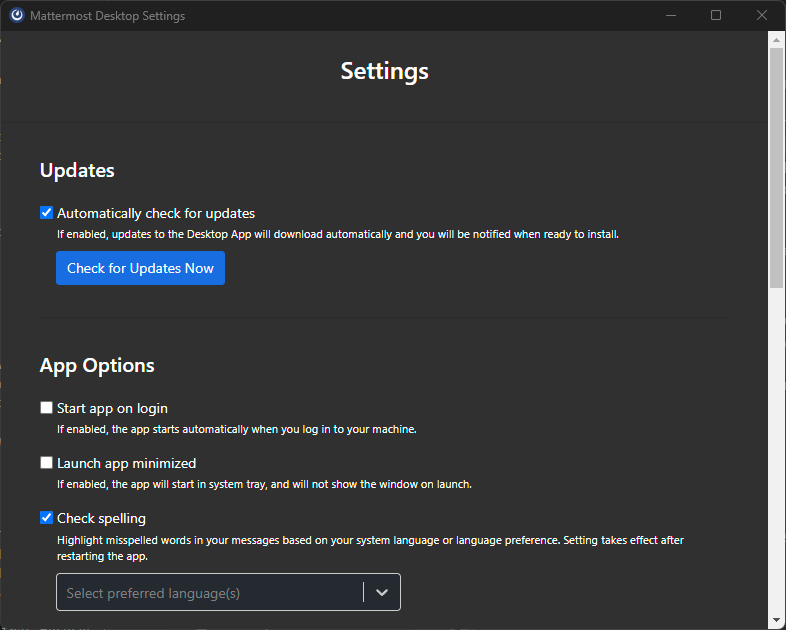 Mattermost Desktop Settings
Settings
Updates
Automatically check for updates
If enabled, updates to the Desktop App will download automatically and you will be notified when ready to install.
Check for Updates Now
App Options
Start app on login
If enabled, the app starts automatically when you log in to your machine.
Launch app minimized
If enabled, the app will start in system tray, and will not show the window on launch.
Check spelling
Highlight misspelled words in your messages based on your system language or language preference. Setting takes effect after
restarting the app.
Select preferred language(s)